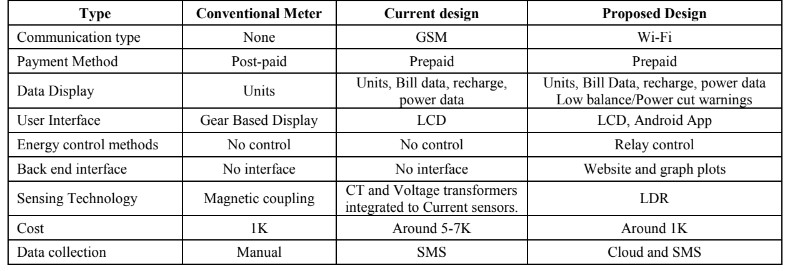 Type Conventional Meter Current design Proposed Design
Communication type None GSM Wi-Fi
Payment Method Post-paid Prepaid Prepaid
Data Display Units Units, Bill data, recharge, power data Units, Bill Data, recharge, power data Low balance/Power cut warnings
User Interface Gear Based Display LCD LCD, Android App
Energy control methods No control No control Relay control
Back end interface No interface No interface Website and graph plots
Sensing Technology Magnetic coupling CT and Voltage transformers integrated to Current sensors. LDR
Cost 1K Around 5-7K Around 1K
Data collection Manual SMS Cloud and SMS